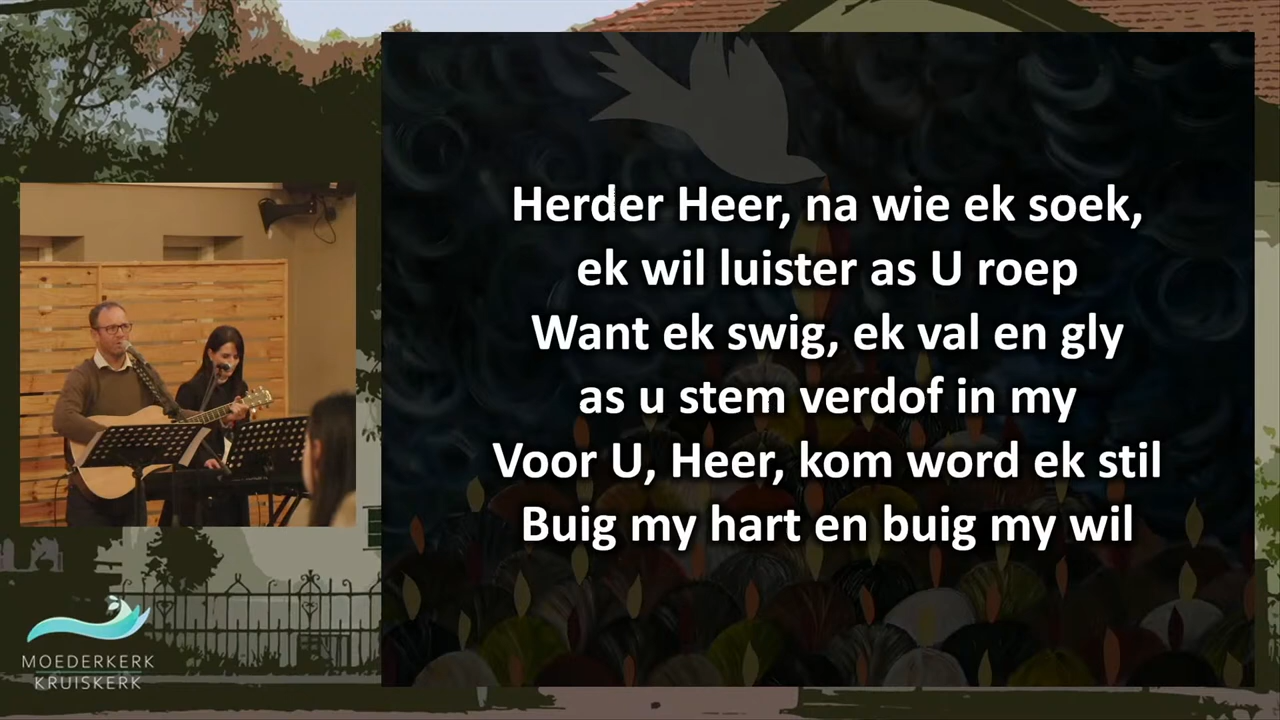 Herder Heer, na wie ek soek,
ek wil luister as U roep
Want ek swig, ek val en gly
as u stem verdof in my
Voor U, Heer, kom word ek stil
Buig my hart en buig my wil
MOEDERKERK
KRUISKERK